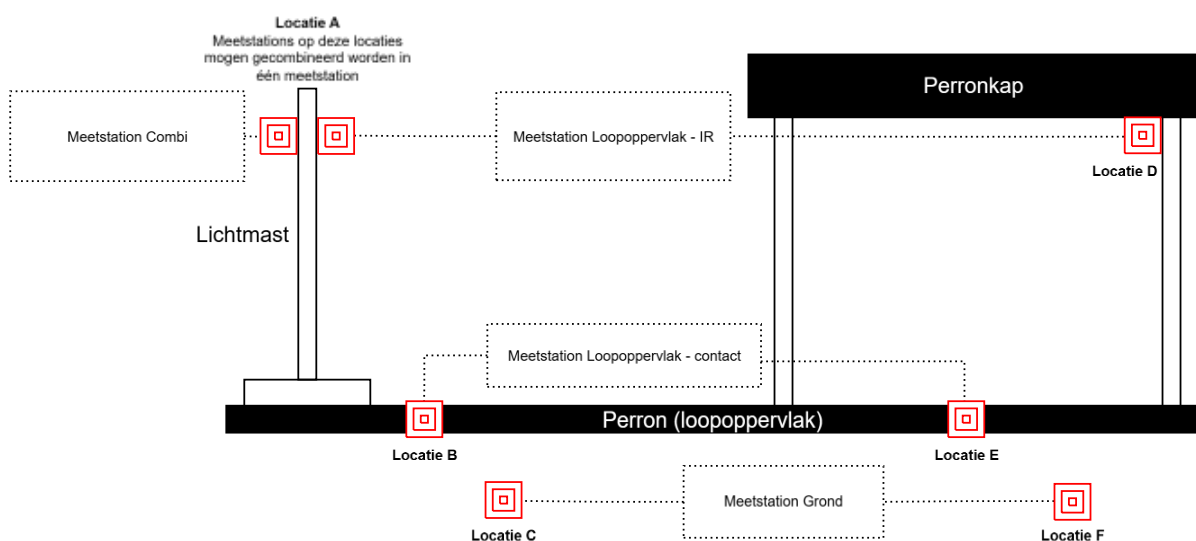 Locatie A
Meetstations op deze locaties
mogen gecombineerd worden in
één meetstation
Perronkap
Meetstation Combi
Meetstation Loopoppervlak - IR
Locatie D
Lichtmast
Meetstation Loopoppervlak - contact
Perron (loopoppervlak)
Locatie B
Locatie E
Meetstation Grond
Locatie C
Locatie F